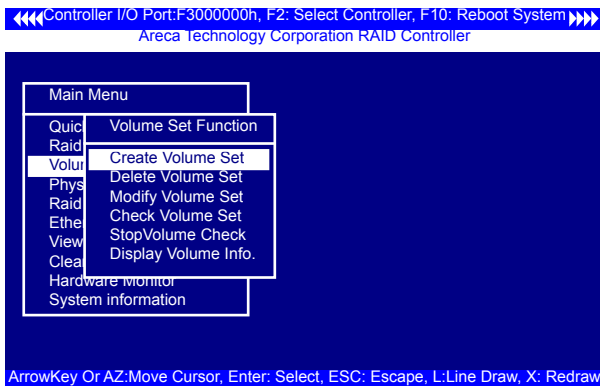 Controller I/O Port:F3000000h, F2: Select Controller, F10: Reboot System
Areca Technology Corporation RAID Controller
Main Menu
Quic
Raid
Volu
Phys
Raid
Ethe
View
Clea
Hardware Monitor
System information
Volume Set Function
Create Volume Set
Delete Volume Set
Modify Volume Set
Check Volume Set
StopVolume Check
Display Volume Info.
ArrowKey Or AZ:Move Cursor, Enter: Select, ESC: Escape, L:Line Draw, X: Redraw